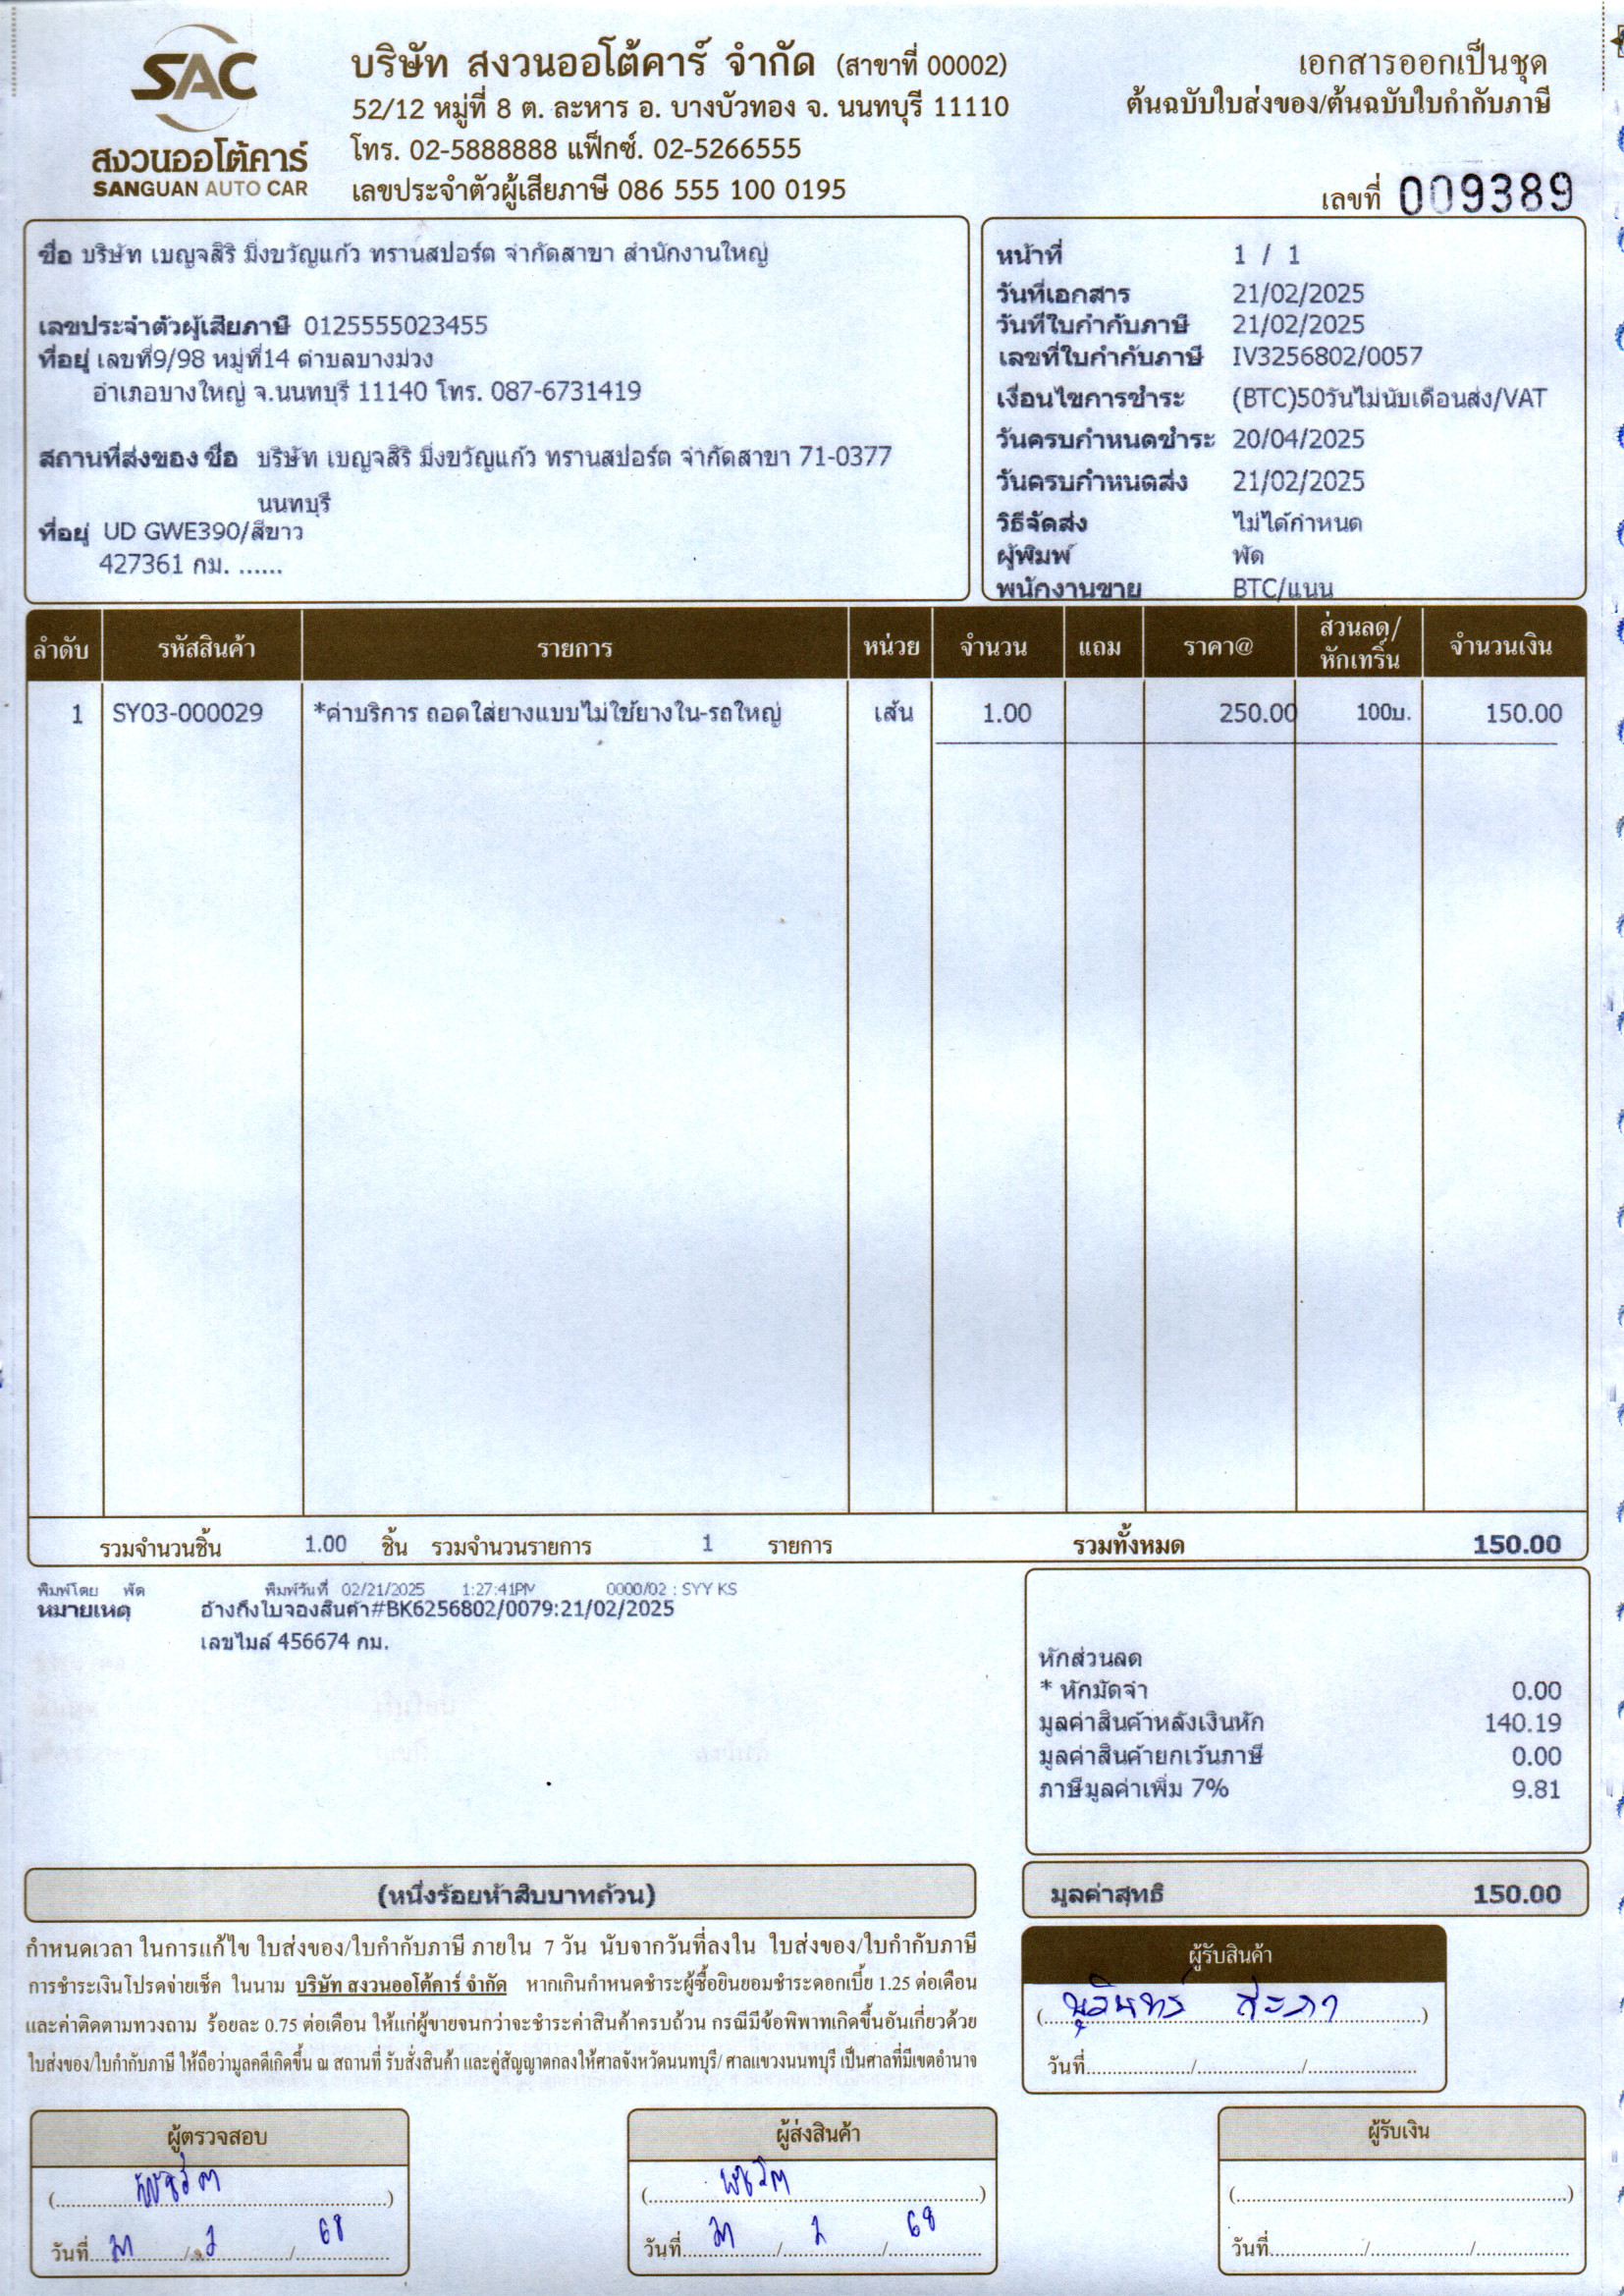 SAC
สงวนออโต้คาร์
SANGUAN AUTO CAR
บริษัท สงวนออโต้คาร์ จำกัด (สาขาที่ 00002)
52/12 หมู่ที่ 8 ต. ละหาร อ. บางบัวทอง จ. นนทบุรี 11110
โทร. 02-5888888 แฟ็กซ์. 02-5266555
เลขประจำตัวผู้เสียภาษี 086 555 100 0195
เอกสารออกเป็นชุด
ต้นฉบับใบส่งของ/ต้นฉบับใบกำกับภาษี
เลขที่ 009389
ชื่อ บริษัท เบญจสิริ มิ่งขวัญแก้ว ทรานสปอร์ต จำกัดสาขา สำนักงานใหญ่
เลขประจำตัวผู้เสียภาษี 0125555023455
ที่อยู่ เลขที่9/98 หมู่ที่14 ตำบลบางม่วง
อำเภอบางใหญ่ จ.นนทบุรี 11140 โทร. 087-6731419
สถานที่ส่งของ ชื่อ บริษัท เบญจสิริ มิ่งขวัญแก้ว ทรานสปอร์ต จำกัดสาขา 71-0377
นนทบุรี
ที่อยู่ UD GWE390/สีขาว
427361 กม. ......
หน้าที่ 1 / 1
วันที่เอกสาร 21/02/2025
วันที่ใบกำกับภาษี 21/02/2025
เลขที่ใบกำกับภาษี IV3256802/0057
เงื่อนไขการชำระ (BTC)50วันไม่นับเดือนส่ง/VAT
วันครบกำหนดชำระ 20/04/2025
วันครบกำหนดส่ง 21/02/2025
วิธีจัดส่ง ไม่ได้กำหนด
ผู้พิมพ์ พัด
พนักงานขาย BTC/แนน
ลำดับ รหัสสินค้า รายการ หน่วย จำนวน แถม ราคา@ ส่วนลด/หักเทริ์น จำนวนเงิน
1 SY03-000029 *ค่าบริการ ถอดใส่ยางแบบไม่ใช้ยางใน-รถใหญ่ เส้น 1.00 250.00 100บ. 150.00
รวมจำนวนชิ้น 1.00 ชิ้น รวมจำนวนรายการ 1 รายการ รวมทั้งหมด 150.00
พิมพ์โดย พัด พิมพ์วันที่ 02/21/2025 1:27:41PM 0000/02 : SYY KS
หมายเหตุ อ้างถึงใบจองสินค้า#BK6256802/0079:21/02/2025
เลขไมล์ 456674 กม.
หักส่วนลด
* หักมัดจำ 0.00
มูลค่าสินค้าหลังเงินหัก 140.19
มูลค่าสินค้ายกเว้นภาษี 0.00
ภาษีมูลค่าเพิ่ม 7% 9.81
(หนึ่งร้อยห้าสิบบาทถ้วน)
มูลค่าสุทธิ 150.00
กำหนดเวลา ในการแก้ไข ใบส่งของ/ใบกำกับภาษี ภายใน 7 วัน นับจากวันที่ลงใน ใบส่งของ/ใบกำกับภาษี
การชำระเงินโปรดจ่ายเช็ค ในนาม บริษัท สงวนออโต้คาร์ จำกัด หากเกินกำหนดชำระผู้ซื้อยินยอมชำระดอกเบี้ย 1.25 ต่อเดือน
และค่าติดตามทวงถาม ร้อยละ 0.75 ต่อเดือน ให้แก่ผู้ขายจนกว่าจะชำระค่าสินค้าครบถ้วน กรณีมีข้อพิพาทเกิดขึ้นอันเกี่ยวด้วย
ใบส่งของ/ใบกำกับภาษี ให้ถือว่ามูลคดีเกิดขึ้น ณ สถานที่ รับสั่งสินค้า และคู่สัญญาตกลงให้ศาลจังหวัดนนทบุรี/ ศาลแขวงนนทบุรี เป็นศาลที่มีเขตอำนาจ
ผู้รับสินค้า
วันที่ / /
ผู้ตรวจสอบ
วันที่ 21 / 2 / 68
ผู้ส่งสินค้า
วันที่ 21 / 2 / 68
ผู้รับเงิน
วันที่ / /